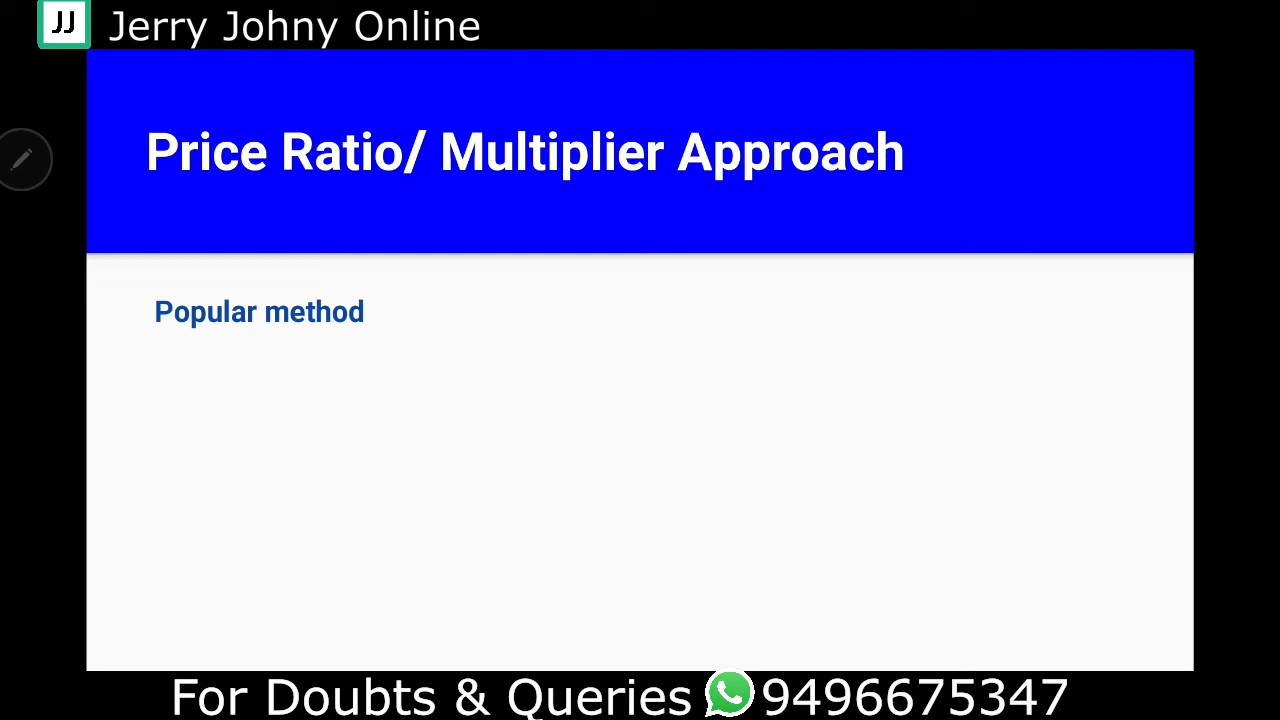 JJ Jerry Johny Online
Price Ratio/ Multiplier Approach
Popular method
For Doubts & Queries 9496675347